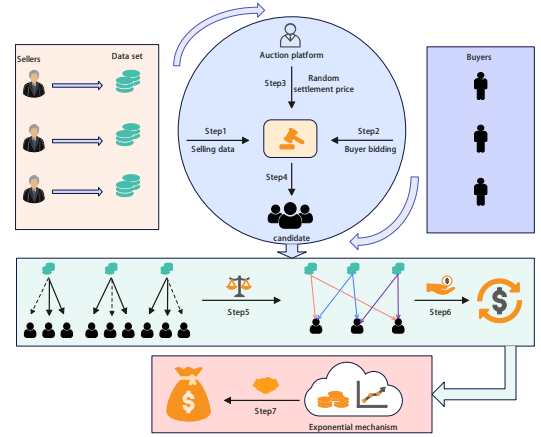 Sellers
Data set
Auction platform
Step3
Random
settlement price
Step1
Selling data
Step2
Buyer bidding
Step4
candidate
Buyers
Step5
Step6
Step7
Exponential mechanism